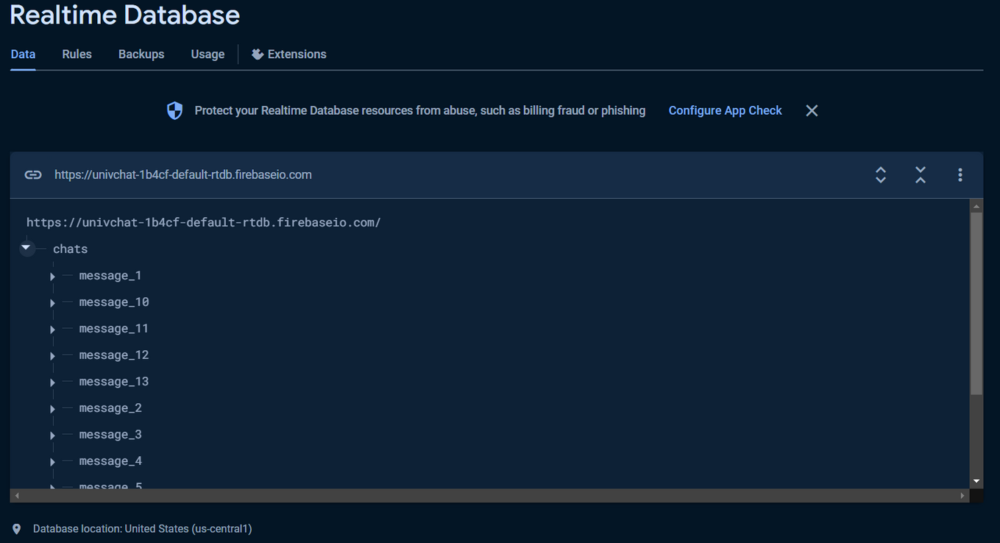 Realtime Database
Data Rules Backups Usage Extensions
Protect your Realtime Database resources from abuse, such as billing fraud or phishing Configure App Check
https://univchat-1b4cf-default-rtdb.firebaseio.com
https://univchat-1b4cf-default-rtdb.firebaseio.com/
chats
message_1
message_10
message_11
message_12
message_13
message_2
message_3
message_4
message_5
Database location: United States (us-central1)